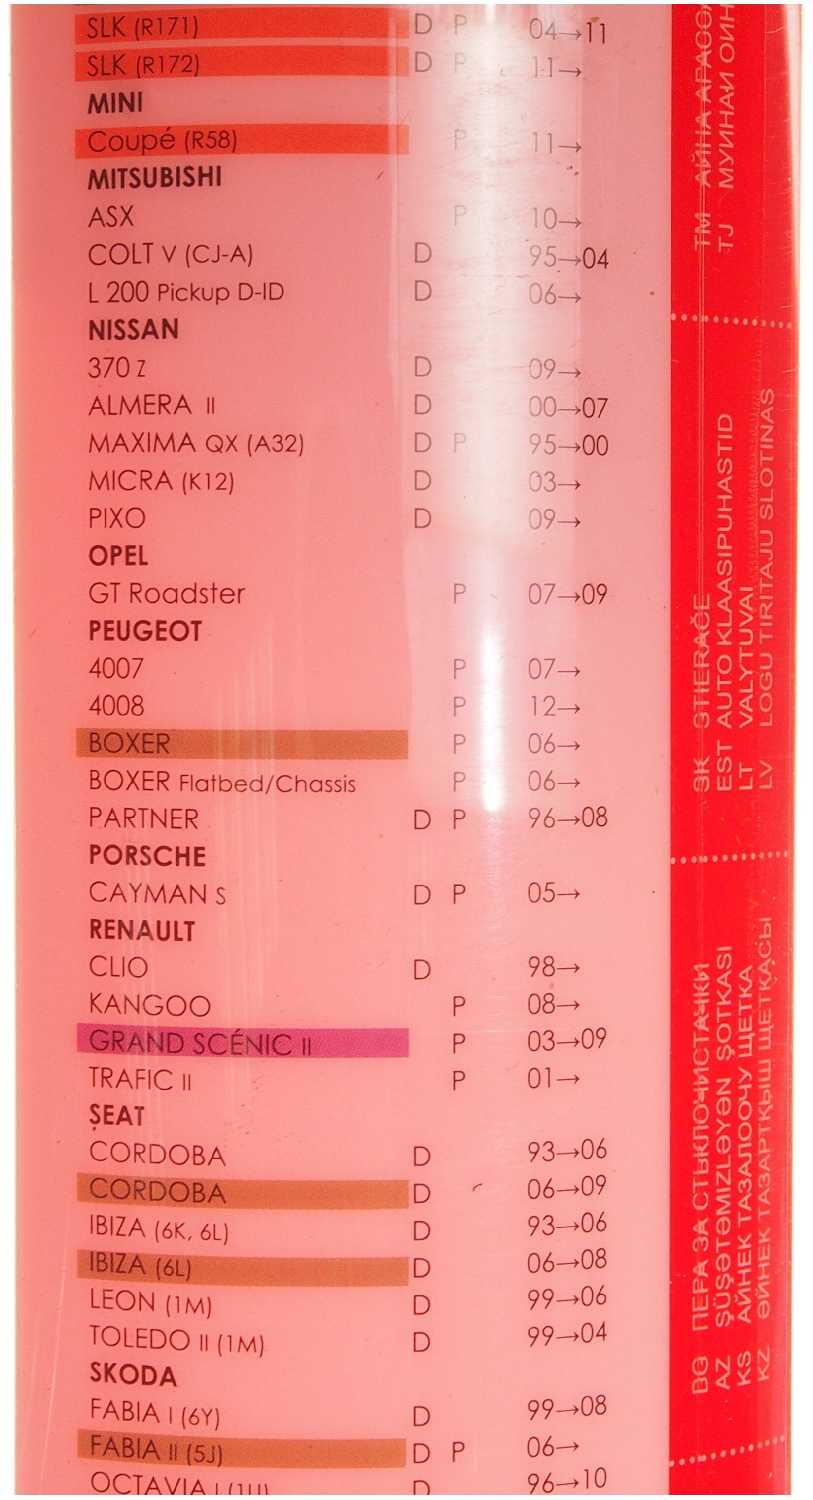 SLK (R171) D P 04→11
SLK (R172) D P 11→
MINI
Coupé (R58) P 11→
MITSUBISHI
ASX P 10→
COLT V (CJ-A) D 95→04
L 200 Pickup D-ID D 06→
NISSAN
370 Z D 09→
ALMERA II D 00→07
MAXIMA QX (A32) D P 95→00
MICRA (K12) D 03→
PIXO D 09→
OPEL
GT Roadster P 07→09
PEUGEOT
4007 P 07→
4008 P 12→
BOXER P 06→
BOXER Flatbed/Chassis P 06→
PARTNER D P 96→08
PORSCHE
CAYMAN S D P 05→
RENAULT
CLIO D 98→
KANGOO P 08→
GRAND SCÉNIC II P 03→09
TRAFIC II P 01→
SEAT
CORDOBA D 93→06
CORDOBA D 06→09
IBIZA (6K, 6L) D 93→06
IBIZA (6L) D 06→08
LEON (1M) D 99→06
TOLEDO II (1M) D 99→04
SKODA
FABIA I (6Y) D 99→08
FABIA II (5J) D P 06→
OCTAVIA I (1U) D 96→10
TM АЙНА
TJ МУИНАИ ОИН
SK STIERAČE
EST AUTO KLAASIPUHASTID
LT VALYTUVAI
LV LOGU TIRITAJU SLOTINAS
BG ПЕРА ЗА СТЬКЛОЧИСТАЧКИ
AZ ŞÜŞƏTƏMİZLƏYƏN ŞOTKASI
KS АЙНЕК ТАЗАЛООЧУ ЩЕТКА
KZ ӘЙНЕК ТАЗАРТҚЫШ ЩЕТКАСЫ